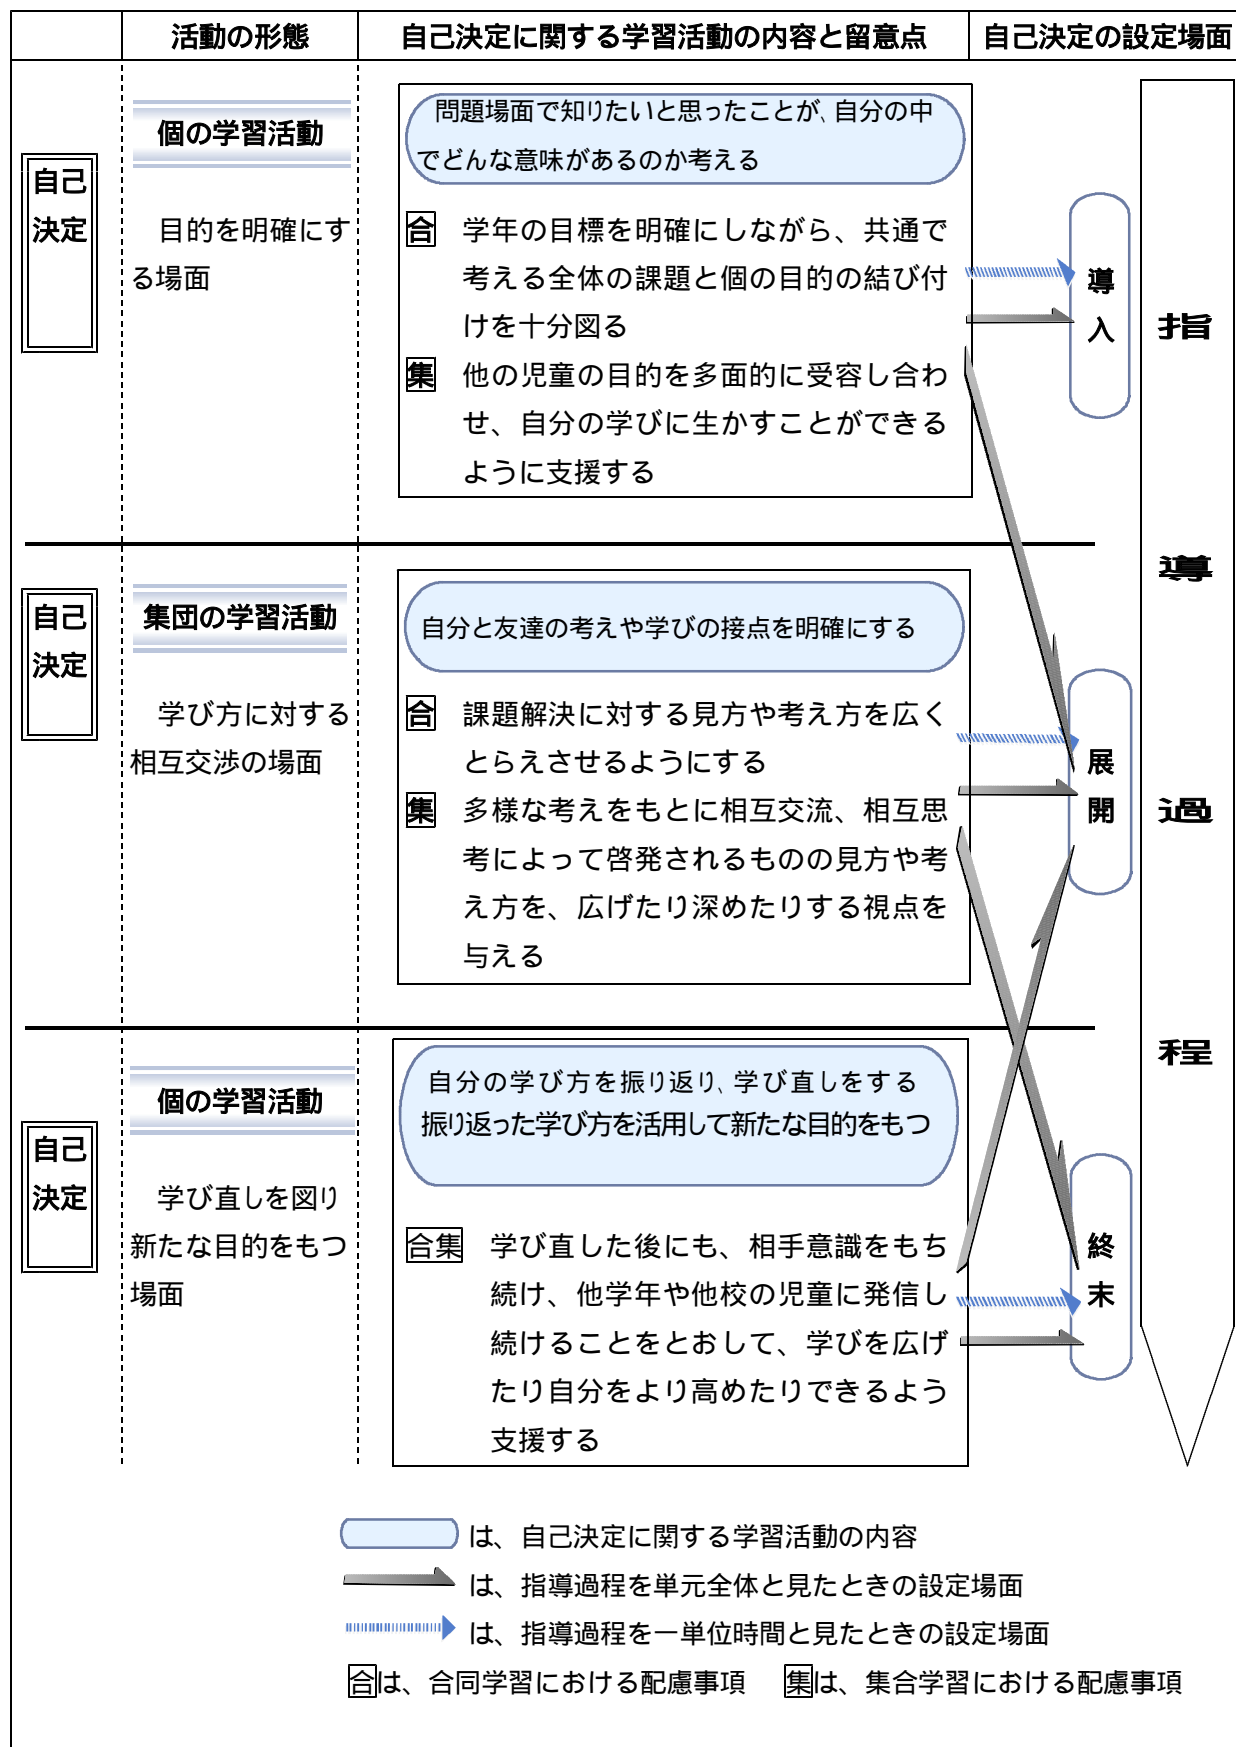 活動の形態
自己決定に関する学習活動の内容と留意点
自己決定の設定場面
自己
決定
個の学習活動
目的を明確にす
る場面
問題場面で知りたいと思ったことが、自分の中
でどんな意味があるのか考える
合 学年の目標を明確にしながら、共通で
考える全体の課題と個の目的の結び付
けを十分図る
集 他の児童の目的を多面的に受容し合わ
せ、自分の学びに生かすことができる
ように支援する
導
入
自己
決定
集団の学習活動
学び方に対する
相互交渉の場面
自分と友達の考えや学びの接点を明確にする
合 課題解決に対する見方や考え方を広く
とらえさせるようにする
集 多様な考えをもとに相互交流、相互思
考によって啓発されるものの見方や考
え方を、広げたり深めたりする視点を
与える
展
開
自己
決定
個の学習活動
学び直しを図り
新たな目的をもつ
場面
自分の学び方を振り返り、学び直しをする
振り返った学び方を活用して新たな目的をもつ
合集 学び直した後にも、相手意識をもち
続け、他学年や他校の児童に発信し
続けることをとおして、学びを広げ
たり自分をより高めたりできるよう
支援する
終
末
指
導
過
程
は、自己決定に関する学習活動の内容
は、指導過程を単元全体と見たときの設定場面
は、指導過程を一単位時間と見たときの設定場面
合は、合同学習における配慮事項 集は、集合学習における配慮事項